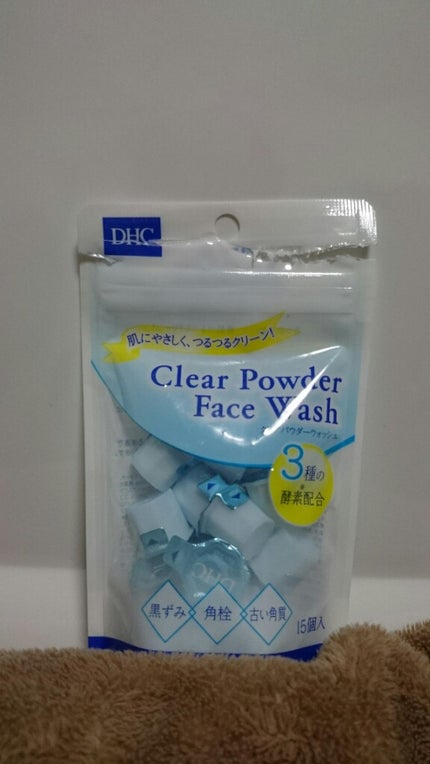 DHC
肌にやさしく、つるつるクリーン!
Clear Powder
Face Wash
パウダーウォッシュ
3種の
酵素配合
DHC
黒ずみ
角栓
古い角質
15個入